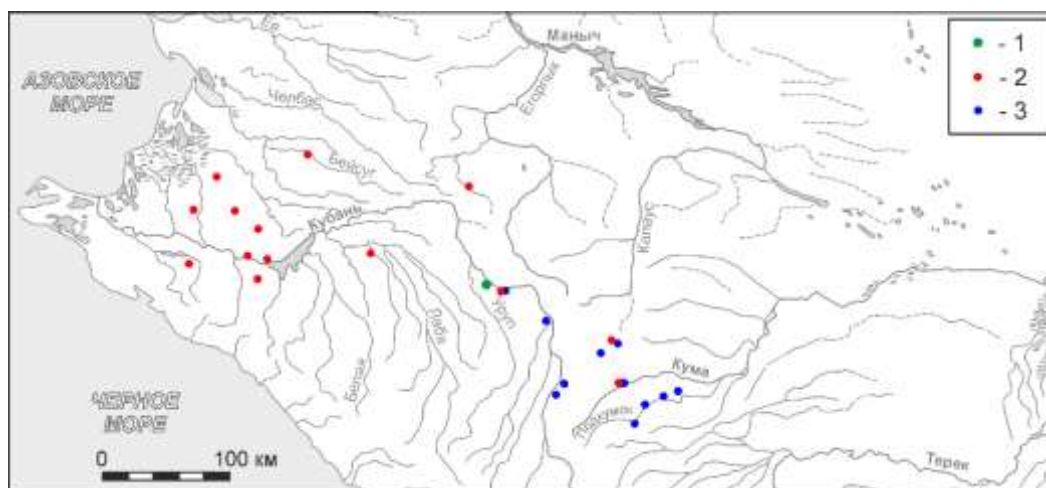 Ея
Маныч
- 1
- 2
- 3
АЗОВСКОЕ
МОРЕ
Челбас
Егорлык
Бейсуг
Кубань
Калаус
Уруп
Лаба
Белая
Кума
Подкумок
ЧЕРНОЕ
МОРЕ
0 100 км
Терек